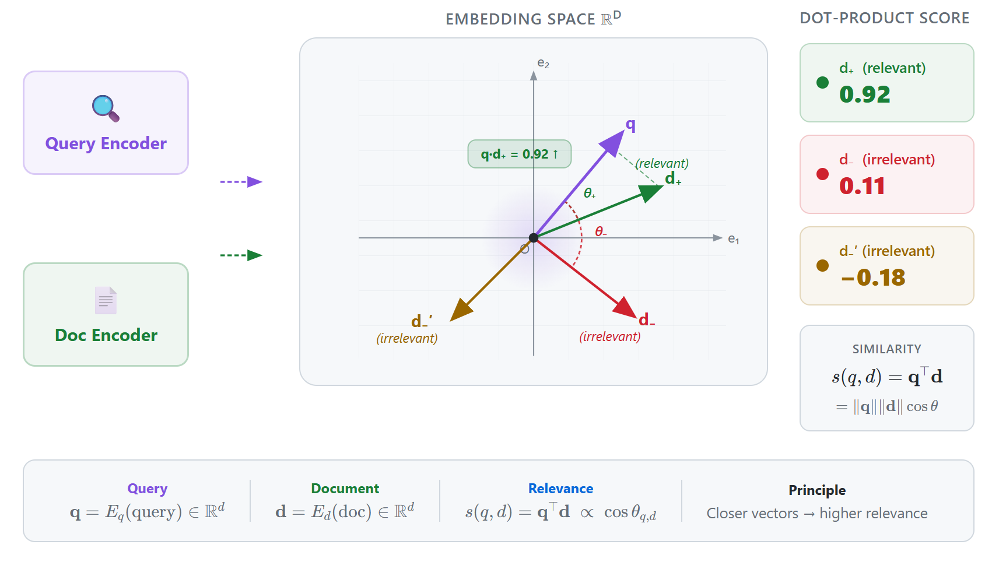 EMBEDDING SPACE ℝᴰ
DOT-PRODUCT SCORE
Query Encoder
Doc Encoder
e₂
q
q·d₊ = 0.92 ↑
(relevant)
d₊
θ₊
θ₋
e₁
O
d₋′
(irrelevant)
d₋
(irrelevant)
d₊ (relevant)
0.92
d₋ (irrelevant)
0.11
d₋′ (irrelevant)
−0.18
SIMILARITY
s(q, d) = q⊤d
= ‖q‖‖d‖ cos θ
Query
q = E_q(query) ∈ ℝᵈ
Document
d = E_d(doc) ∈ ℝᵈ
Relevance
s(q, d) = q⊤d ∝ cos θ_q,d
Principle
Closer vectors → higher relevance